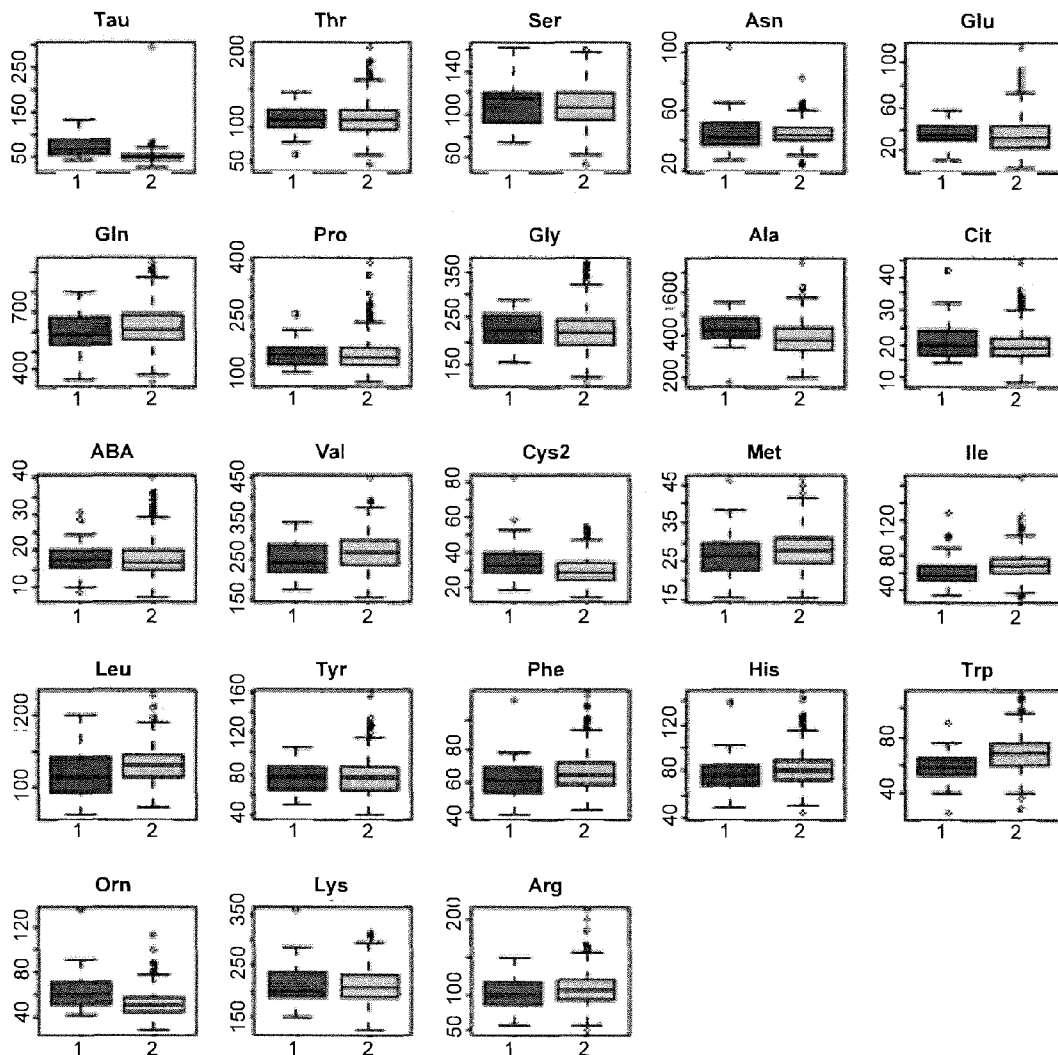 Tau
50 150 250
1 2
Thr
50 100 200
1 2
Ser
60 100 140
1 2
Asn
20 60 100
1 2
Glu
20 60 100
1 2
Gln
400 700
1 2
Pro
100 250 400
1 2
Gly
150 250 350
1 2
Ala
200 400 600
1 2
Cit
10 20 30
1 2
ABA
10 20 30 40
1 2
Val
150 250 350 450
1 2
Cys2
20 40 60 80
1 2
Met
15 25 35 45
1 2
Ile
40 80 120
1 2
Leu
100 200
1 2
Tyr
40 80 120 160
1 2
Phe
40 60 80
1 2
His
40 80 120
1 2
Trp
40 80
1 2
Orn
40 80 120
1 2
Lys
150 250 350
1 2
Arg
50 100 200
1 2